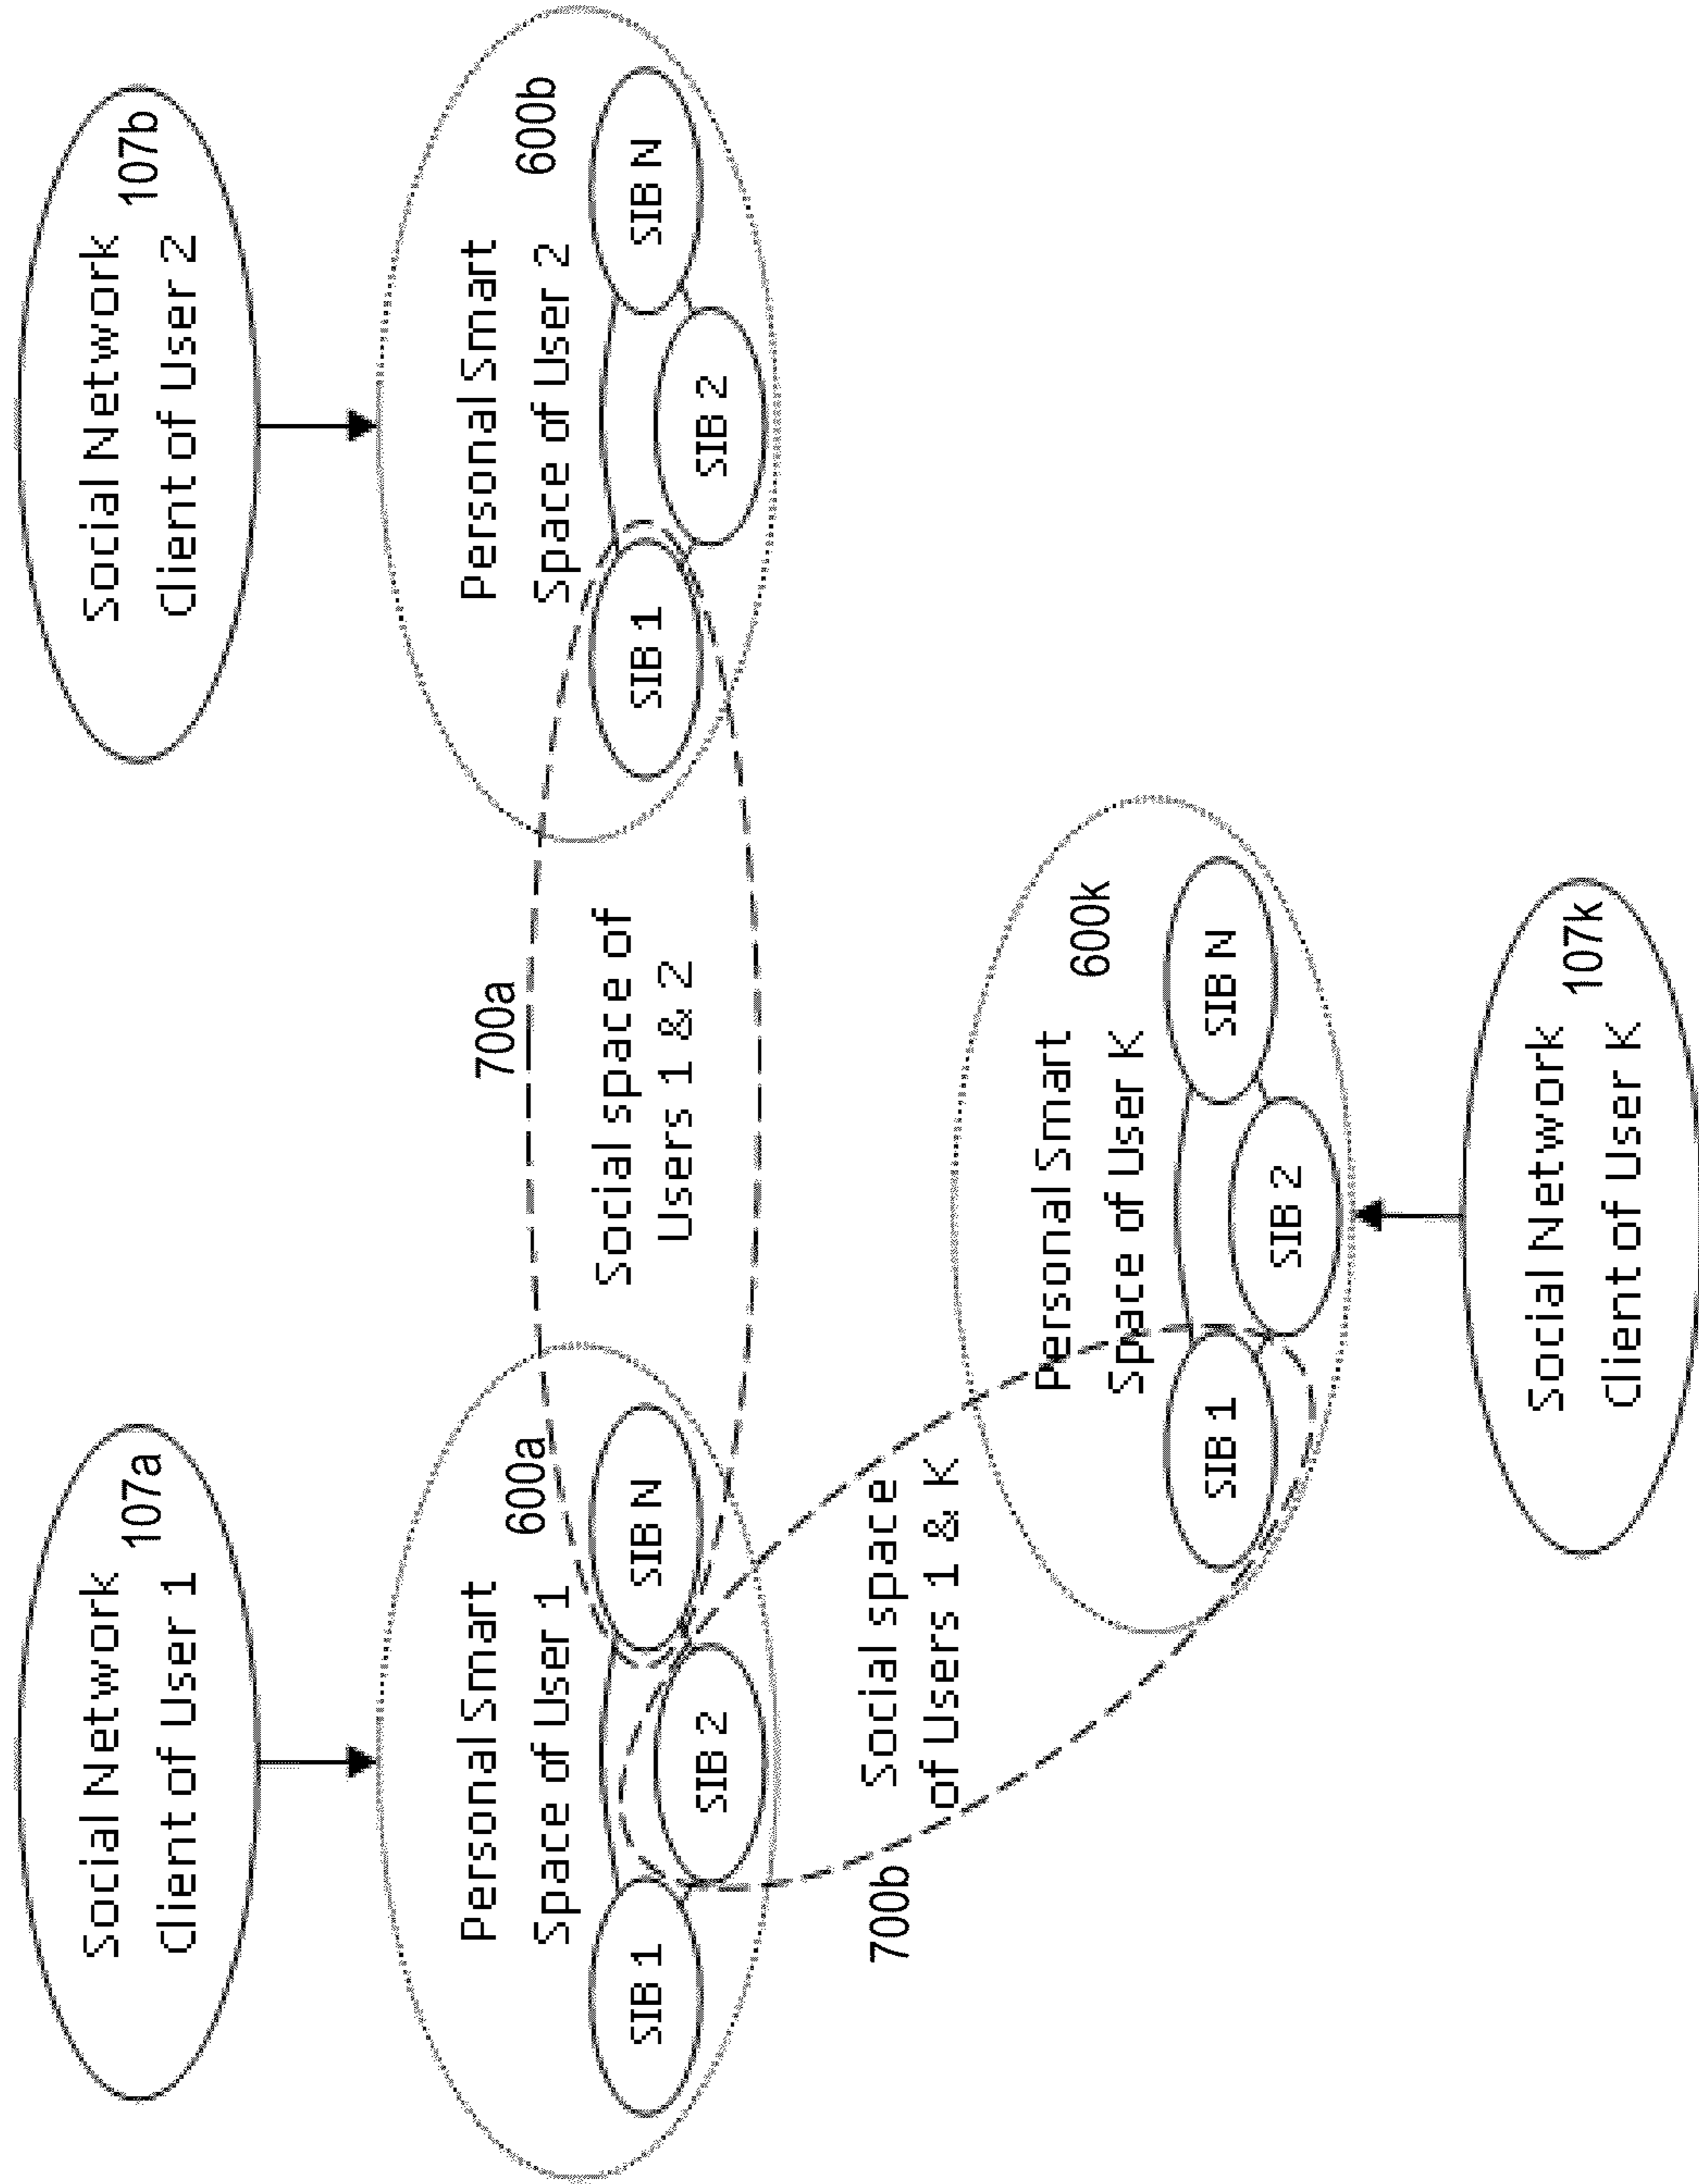 Social Network
Client of User 1
107a
Social Network
Client of User 2
107b
Personal Smart
Space of User 1
600a
SIB 1
SIB 2
SIB N
700a
Social space of
Users 1 & 2
Personal Smart
Space of User 2
600b
SIB 1
SIB 2
SIB N
700b
Social space
of Users 1 & K
Personal Smart
Space of User K
600k
SIB 1
SIB 2
SIB N
Social Network
Client of User K
107k